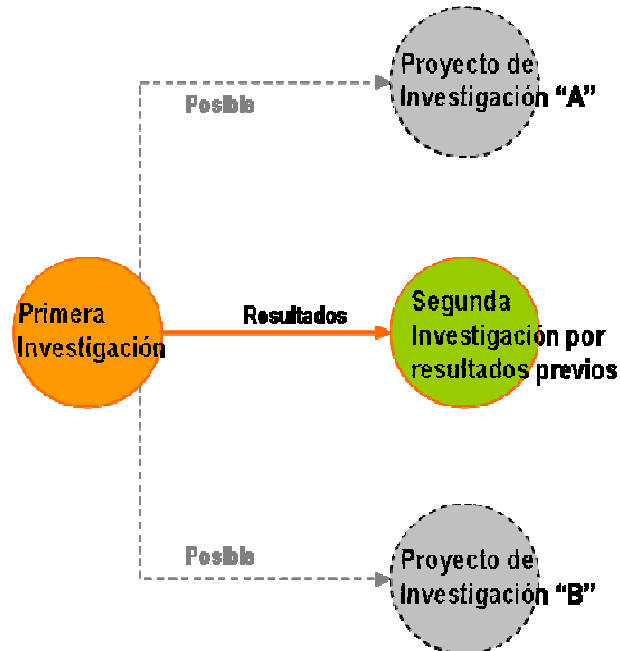 Proyecto de
Investigación “A”
Posible
Primera
Investigación
Resultados
Segunda
Investigación por
resultados previos
Posible
Proyecto de
Investigación “B”